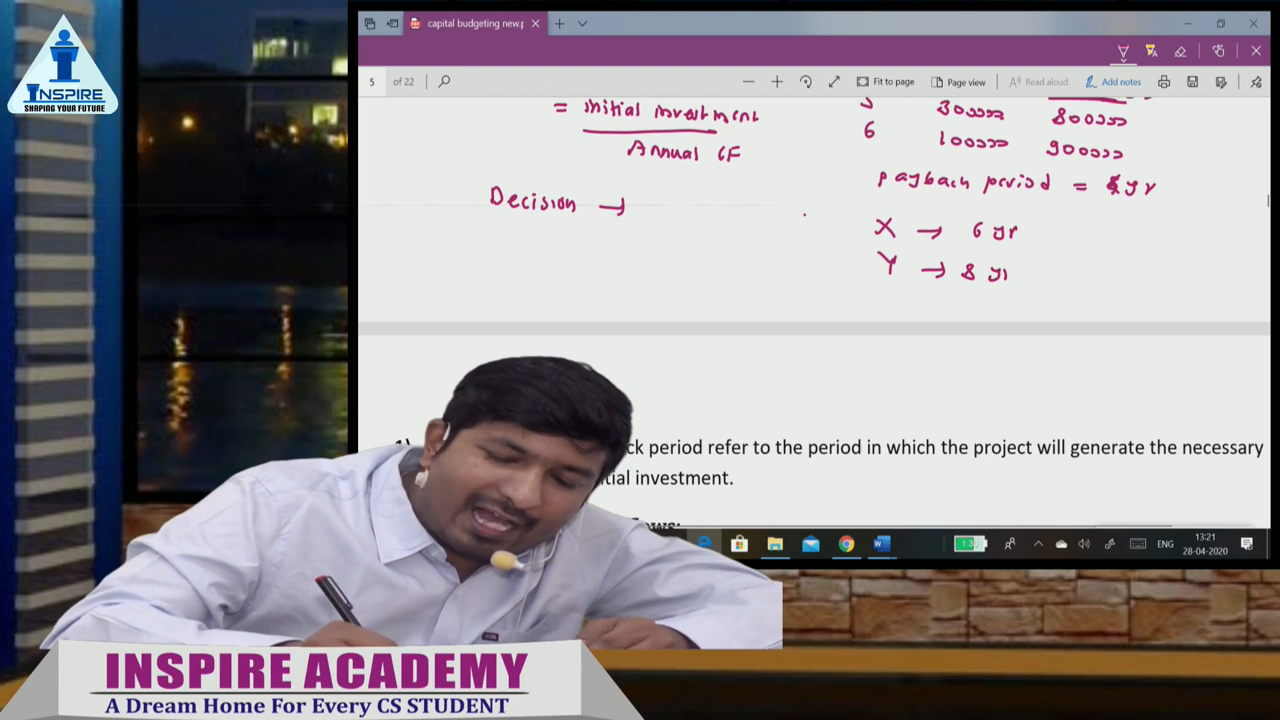 INSPIRE
SHAPING YOUR FUTURE
capital budgeting new.p
5 of 22
Fit to page
Page view
Read aloud
Add notes
= initial investment
Annual CF
Decision →
300000 800000
6 100000 900000
payback period = yr
X → 6 yr
Y → 8 yr
ck period refer to the period in which the project will generate the necessary
tial investment.
ENG
13:21
28-04-2020
INSPIRE ACADEMY
A Dream Home For Every CS STUDENT